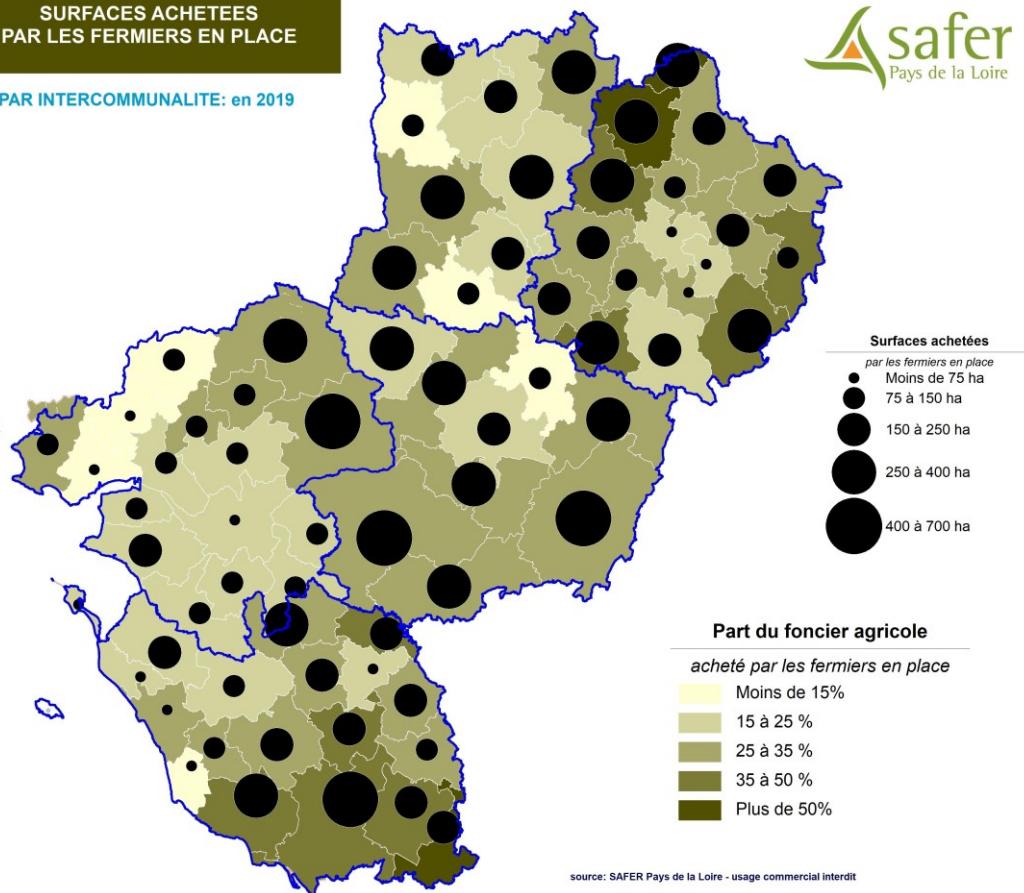 SURFACES ACHETEES
PAR LES FERMIERS EN PLACE
PAR INTERCOMMUNALITE: en 2019
safer
Pays de la Loire
Surfaces achetées
par les fermiers en place
Moins de 75 ha
75 à 150 ha
150 à 250 ha
250 à 400 ha
400 à 700 ha
Part du foncier agricole
acheté par les fermiers en place
Moins de 15%
15 à 25 %
25 à 35 %
35 à 50 %
Plus de 50%
source: SAFER Pays de la Loire - usage commercial interdit